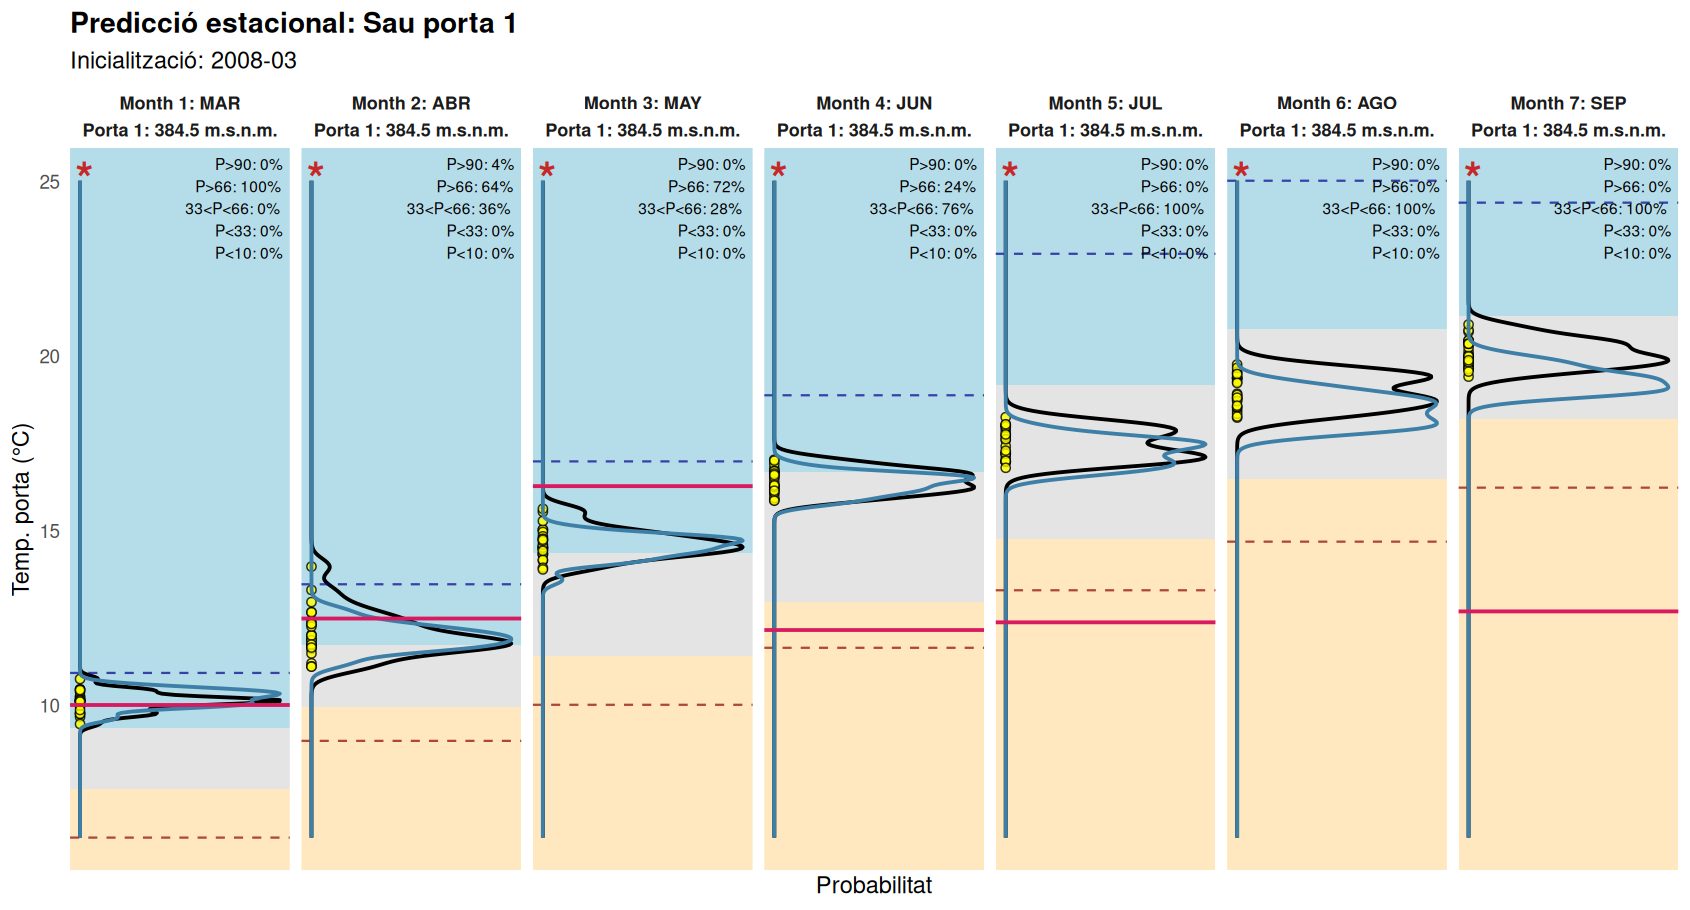 Predicció estacional: Sau porta 1
Inicialització: 2008-03
Month 1: MAR
Porta 1: 384.5 m.s.n.m.
Month 2: ABR
Porta 1: 384.5 m.s.n.m.
Month 3: MAY
Porta 1: 384.5 m.s.n.m.
Month 4: JUN
Porta 1: 384.5 m.s.n.m.
Month 5: JUL
Porta 1: 384.5 m.s.n.m.
Month 6: AGO
Porta 1: 384.5 m.s.n.m.
Month 7: SEP
Porta 1: 384.5 m.s.n.m.
*
P>90: 0%
P>66: 100%
33<P<66: 0%
P<33: 0%
P<10: 0%
*
P>90: 4%
P>66: 64%
33<P<66: 36%
P<33: 0%
P<10: 0%
*
P>90: 0%
P>66: 72%
33<P<66: 28%
P<33: 0%
P<10: 0%
*
P>90: 0%
P>66: 24%
33<P<66: 76%
P<33: 0%
P<10: 0%
*
P>90: 0%
P>66: 0%
33<P<66: 100%
P<33: 0%
P<10: 0%
*
P>90: 0%
P>66: 0%
33<P<66: 100%
P<33: 0%
P<10: 0%
*
P>90: 0%
P>66: 0%
33<P<66: 100%
P<33: 0%
P<10: 0%
25
20
15
10
Temp. porta (°C)
Probabilitat